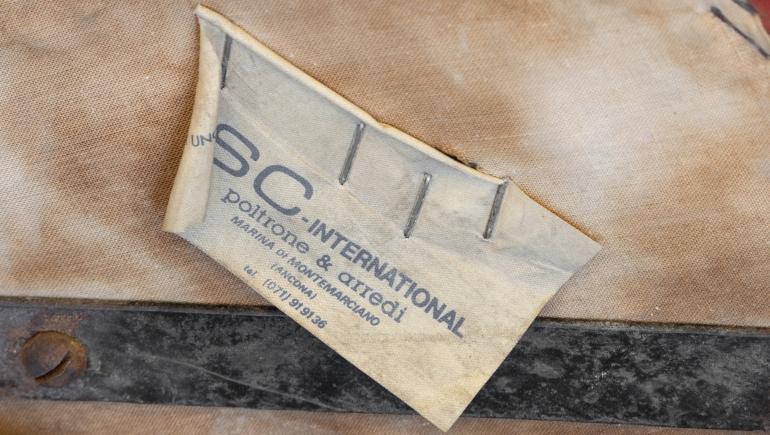 SC-INTERNATIONAL
poltrone & arredi
MARINA DI MONTEMARCIANO
(ANCONA)
tel. (071) 919136